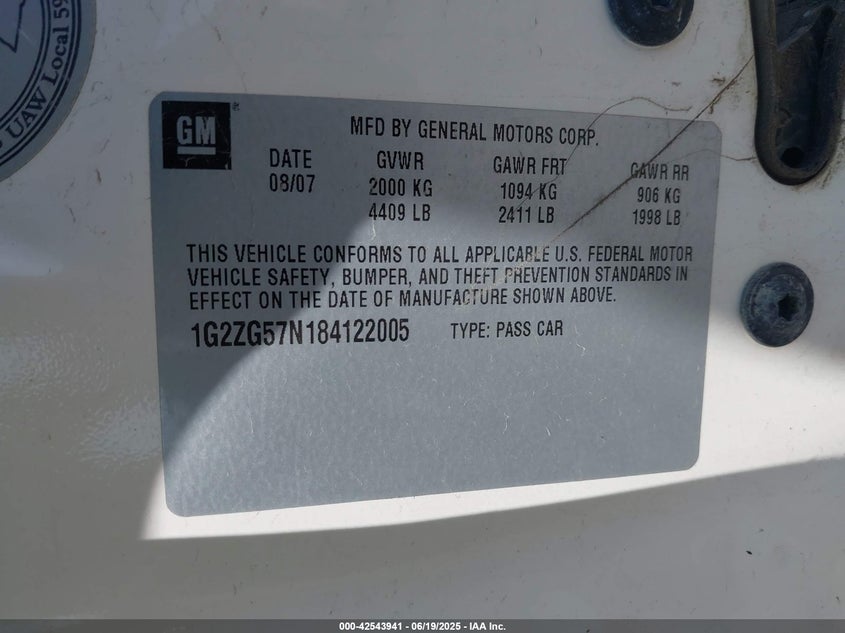 UAW Local 59
GM
MFD BY GENERAL MOTORS CORP.
DATE GVWR GAWR FRT GAWR RR
08/07 2000 KG 1094 KG 906 KG
4409 LB 2411 LB 1998 LB
THIS VEHICLE CONFORMS TO ALL APPLICABLE U.S. FEDERAL MOTOR
VEHICLE SAFETY, BUMPER, AND THEFT PREVENTION STANDARDS IN
EFFECT ON THE DATE OF MANUFACTURE SHOWN ABOVE.
1G2ZG57N184122005 TYPE: PASS CAR
000-42543941 - 06/19/2025 - IAA Inc.